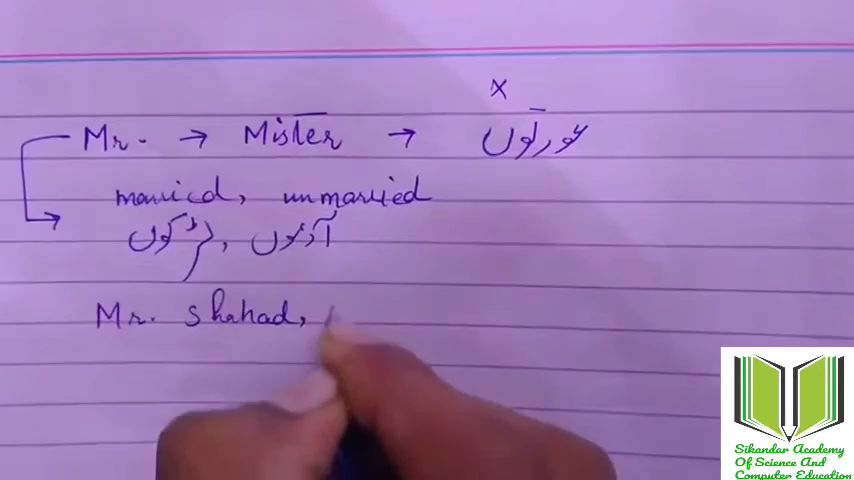 x
Mr. → Mister → عورتوں
married, unmarried
آدمیوں, لڑکوں
Mr. Shahad,
Sikandar Academy
Of Science And
Computer Education